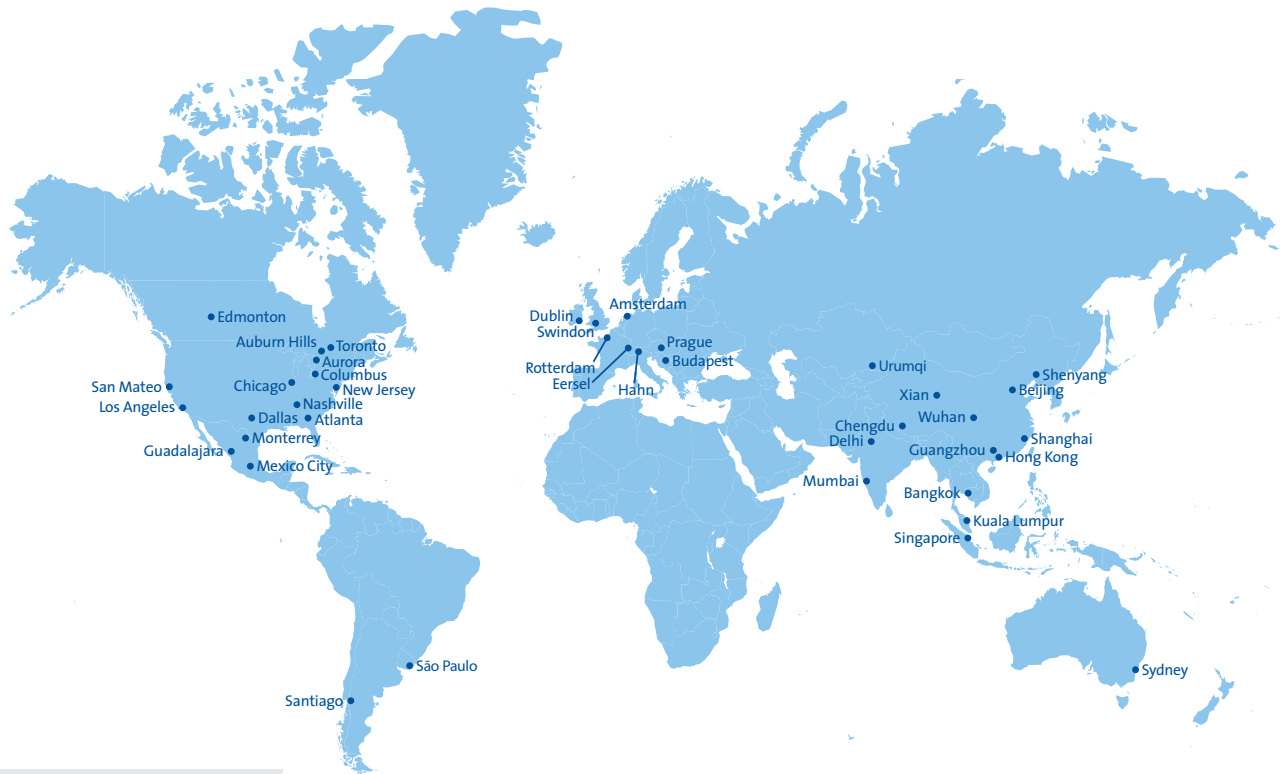 Edmonton
Auburn Hills
Toronto
Aurora
Columbus
Chicago
New Jersey
San Mateo
Los Angeles
Nashville
Dallas
Atlanta
Monterrey
Guadalajara
Mexico City
São Paulo
Santiago
Amsterdam
Dublin
Swindon
Rotterdam
Eersel
Hahn
Prague
Budapest
Urumqi
Shenyang
Beijing
Xian
Wuhan
Chengdu
Delhi
Shanghai
Guangzhou
Hong Kong
Mumbai
Bangkok
Kuala Lumpur
Singapore
Sydney